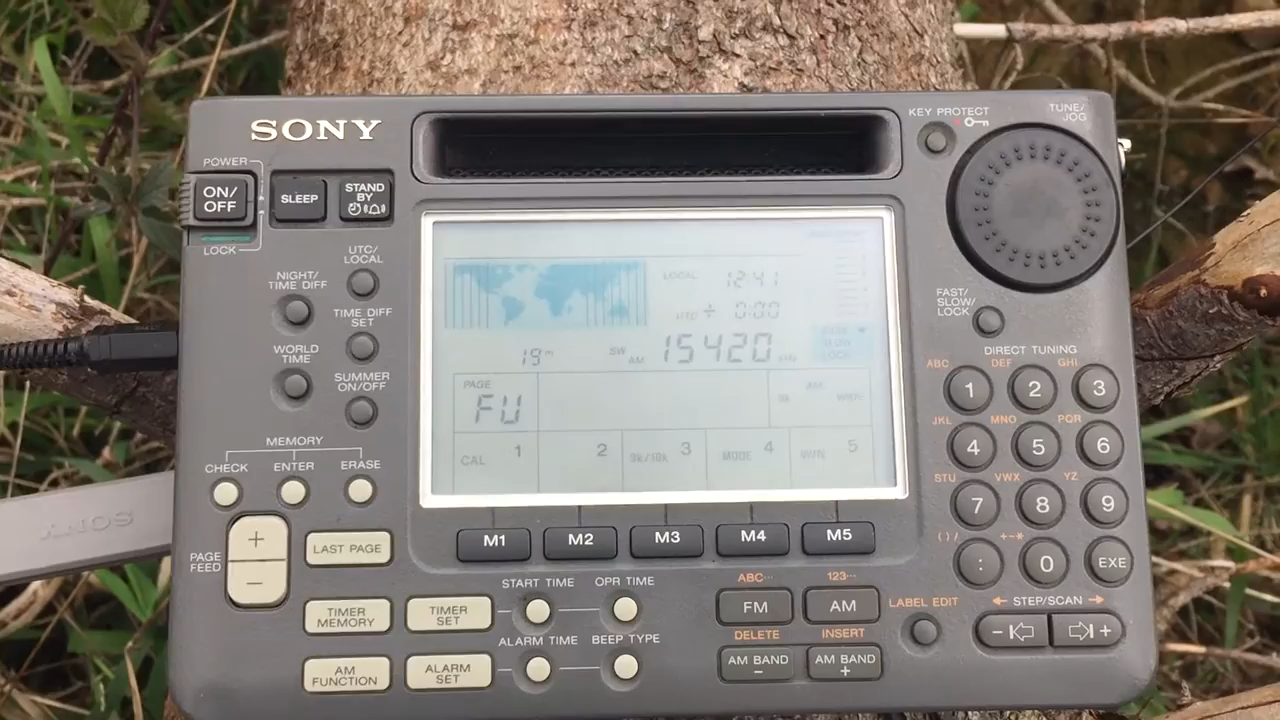 SONY
KEY PROTECT
TUNE/
JOG
POWER
ON/
OFF
SLEEP
STAND
BY
LOCK
UTC/
LOCAL
NIGHT/
TIME DIFF
TIME DIFF
SET
WORLD
TIME
SUMMER
ON/OFF
LOCAL 12:41
UTC + 0:00
19m SW AM 15420 kHz
FAST/
SLOW/
LOCK
DIRECT TUNING
ABC DEF GHI
1 2 3
JKL MNO PQR
4 5 6
STU VWX YZ
7 8 9
( ) / +-*
: 0 EXE
PAGE
FU
AM
CAL 1 2 9k/10k 3 MODE 4 5
MEMORY
CHECK ENTER ERASE
PAGE
FEED
+
−
LAST PAGE
M1 M2 M3 M4 M5
TIMER
MEMORY
TIMER
SET
START TIME OPR TIME
AM
FUNCTION
ALARM
SET
ALARM TIME BEEP TYPE
ABC··· 123···
FM AM
DELETE INSERT
AM BAND
−
AM BAND
+
LABEL EDIT
← STEP/SCAN →
− +
SONY